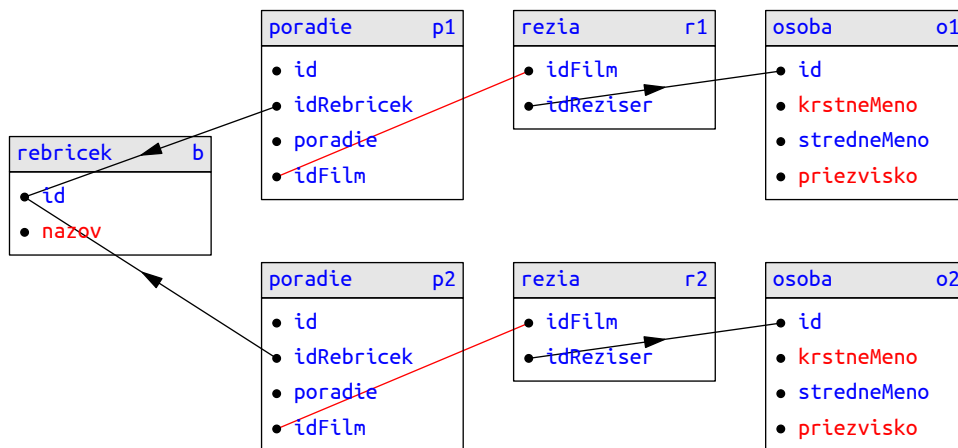 poradie p1
id
idRebricek
poradie
idFilm
rezia r1
idFilm
idReziser
osoba o1
id
krstneMeno
stredneMeno
priezvisko
rebricek b
id
nazov
poradie p2
id
idRebricek
poradie
idFilm
rezia r2
idFilm
idReziser
osoba o2
id
krstneMeno
stredneMeno
priezvisko